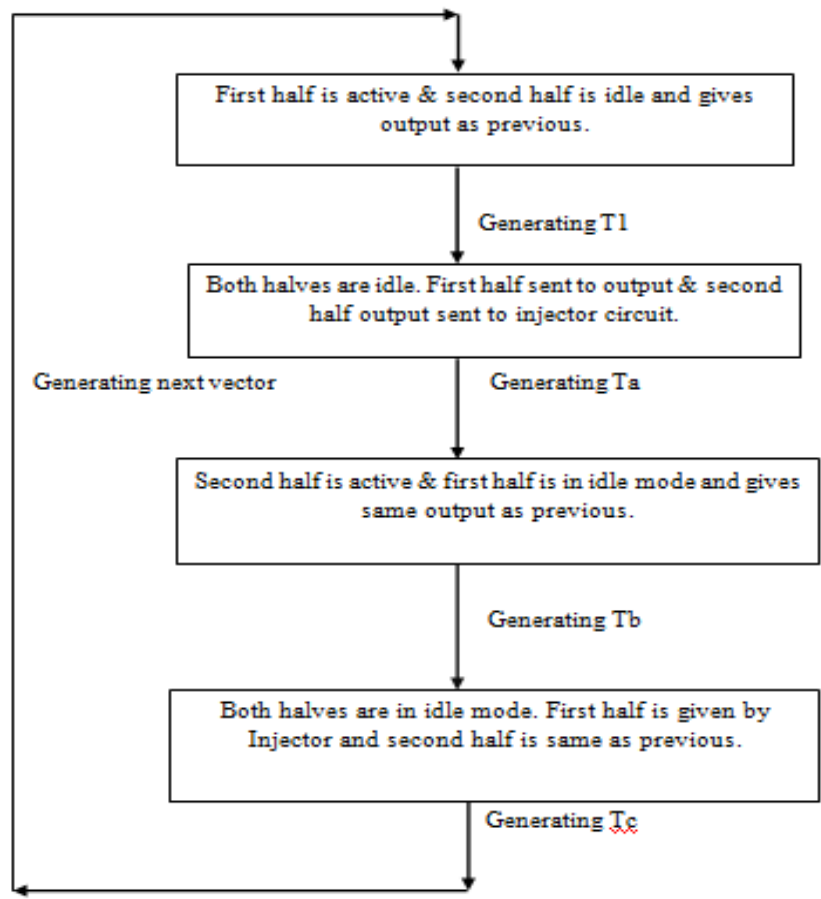 First half is active & second half is idle and gives
output as previous.
Generating T1
Both halves are idle. First half sent to output & second
half output sent to injector circuit.
Generating next vector
Generating Ta
Second half is active & first half is in idle mode and gives
same output as previous.
Generating Tb
Both halves are in idle mode. First half is given by
Injector and second half is same as previous.
Generating Tc